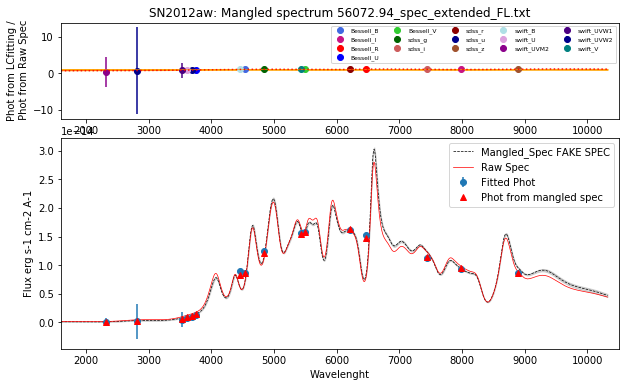 SN2012aw: Mangled spectrum 56072.94_spec_extended_FL.txt
Phot from LCfitting /
Phot from Raw Spec
10
0
−10
Bessell_B
Bessell_I
Bessell_R
Bessell_U
Bessell_V
sdss_g
sdss_i
sdss_r
sdss_u
sdss_z
swift_B
swift_U
swift_UVM2
swift_UVW1
swift_UVW2
swift_V
2000 3000 4000 5000 6000 7000 8000 9000 10000
1e−14
Flux erg s-1 cm-2 A-1
3.0
2.5
2.0
1.5
1.0
0.5
0.0
Mangled_Spec FAKE SPEC
Raw Spec
Fitted Phot
Phot from mangled spec
2000 3000 4000 5000 6000 7000 8000 9000 10000
Wavelenght